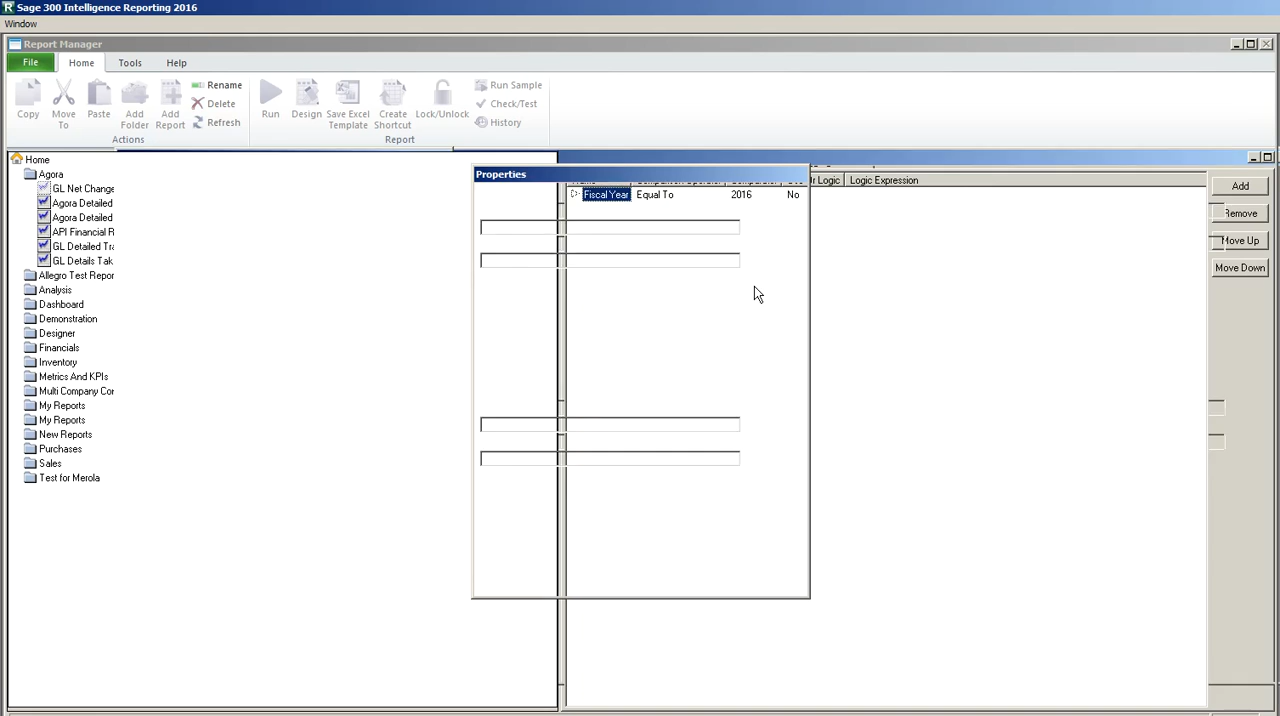 Sage 300 Intelligence Reporting 2016
Window
Report Manager
File Home Tools Help
Copy Move To Paste Add Folder Add Report Rename Delete Refresh
Actions
Run Design Save Excel Template Create Shortcut Lock/Unlock Run Sample Check/Test History
Report
Home
Agora
GL Net Change
Agora Detailed
Agora Detailed
API Financial R
GL Detailed Tra
GL Details Tak
Allegro Test Repor
Analysis
Dashboard
Demonstration
Designer
Financials
Inventory
Metrics And KPIs
Multi Company Cor
My Reports
My Reports
New Reports
Purchases
Sales
Test for Merola
Properties
r Logic Logic Expression
Fiscal Year Equal To 2016 No
Add
Remove
Move Up
Move Down